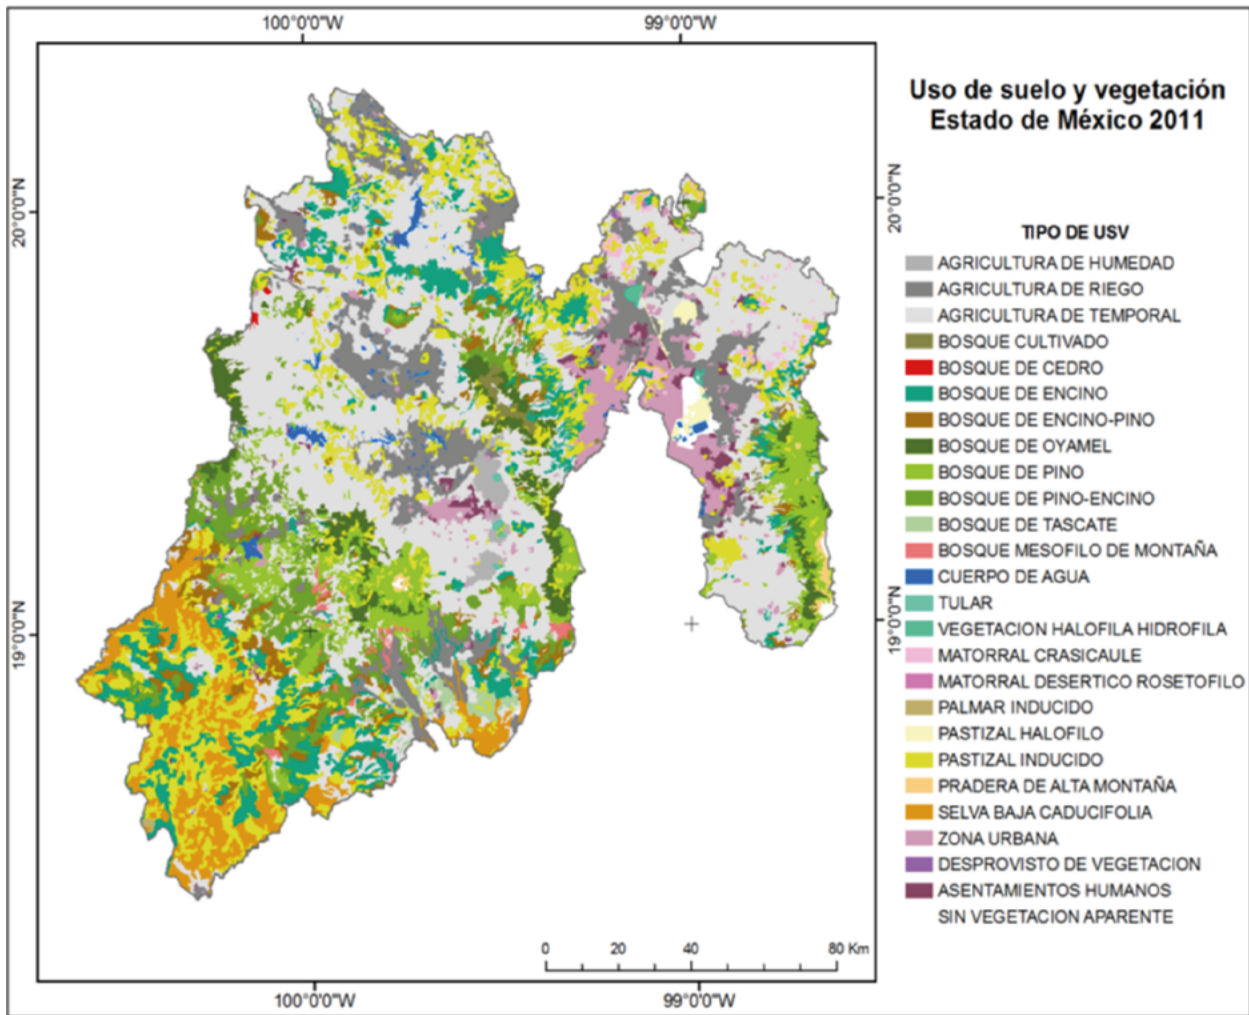 100°0'0"W
99°0'0"W
Uso de suelo y vegetación
Estado de México 2011
20°0'0"N
20°0'0"N
TIPO DE USV
AGRICULTURA DE HUMEDAD
AGRICULTURA DE RIEGO
AGRICULTURA DE TEMPORAL
BOSQUE CULTIVADO
BOSQUE DE CEDRO
BOSQUE DE ENCINO
BOSQUE DE ENCINO-PINO
BOSQUE DE OYAMEL
BOSQUE DE PINO
BOSQUE DE PINO-ENCINO
BOSQUE DE TASCATE
BOSQUE MESOFILO DE MONTAÑA
CUERPO DE AGUA
TULAR
VEGETACION HALOFILA HIDROFILA
MATORRAL CRASICAULE
MATORRAL DESERTICO ROSETOFILO
PALMAR INDUCIDO
PASTIZAL HALOFILO
PASTIZAL INDUCIDO
PRADERA DE ALTA MONTAÑA
SELVA BAJA CADUCIFOLIA
ZONA URBANA
DESPROVISTO DE VEGETACION
ASENTAMIENTOS HUMANOS
SIN VEGETACION APARENTE
19°0'0"N
19°0'0"N
0 20 40 80 Km
100°0'0"W
99°0'0"W